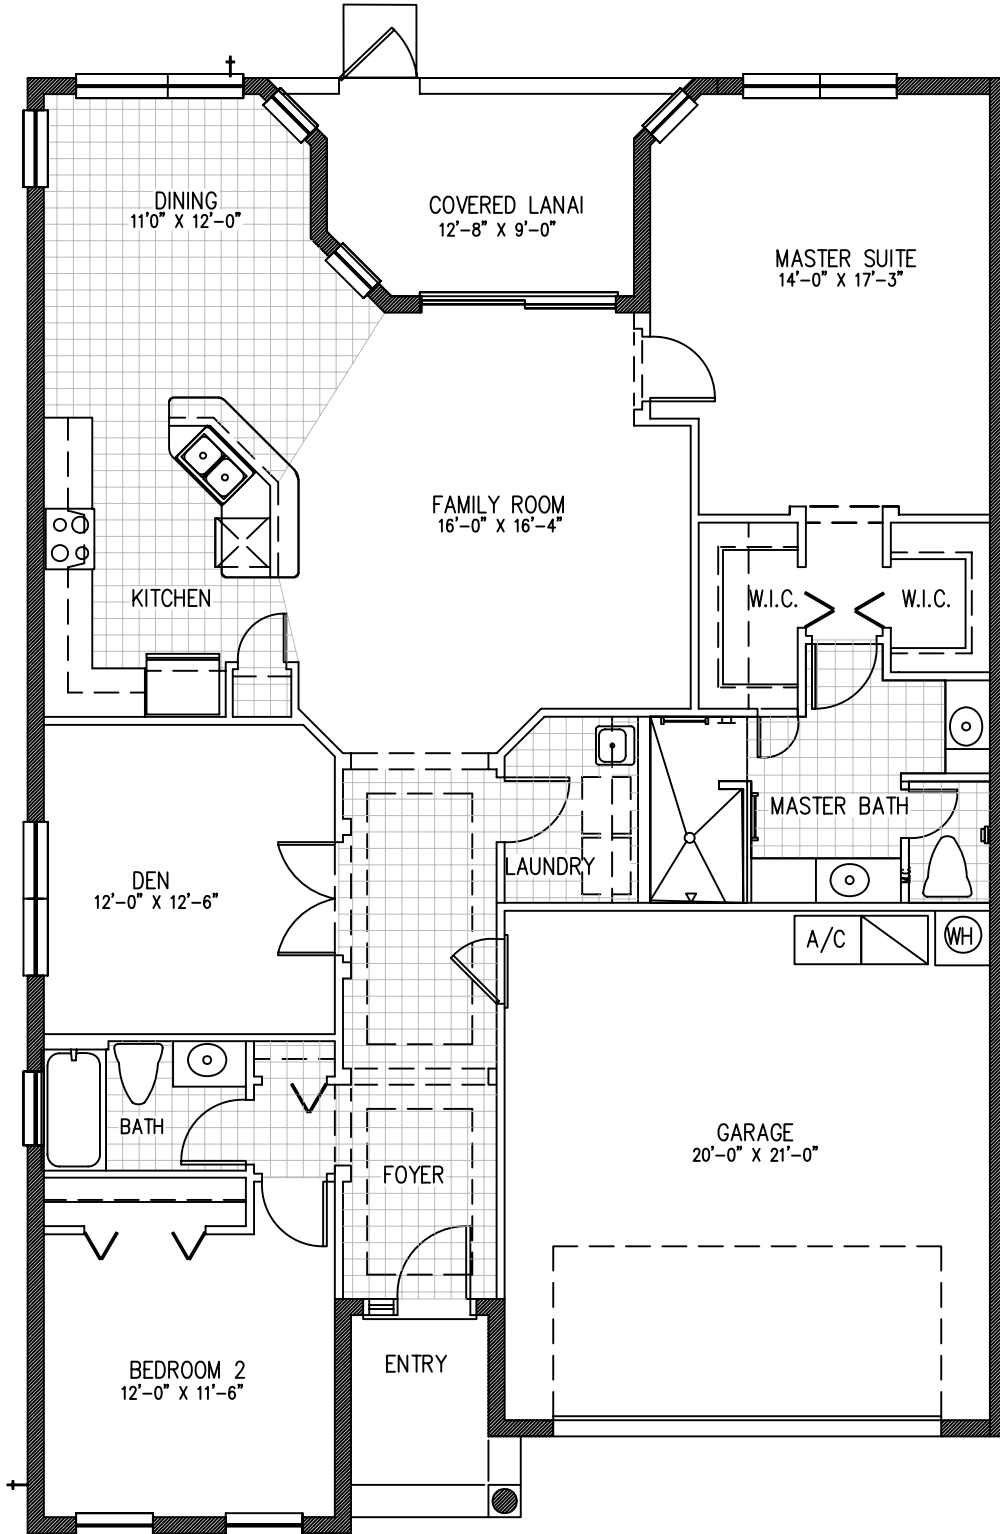 DINING
11'0" X 12'-0"
COVERED LANAI
12'-8" X 9'-0"
MASTER SUITE
14'-0" X 17'-3"
FAMILY ROOM
16'-0" X 16'-4"
KITCHEN
W.I.C.
W.I.C.
MASTER BATH
LAUNDRY
DEN
12'-0" X 12'-6"
A/C
WH
BATH
FOYER
GARAGE
20'-0" X 21'-0"
ENTRY
BEDROOM 2
12'-0" X 11'-6"